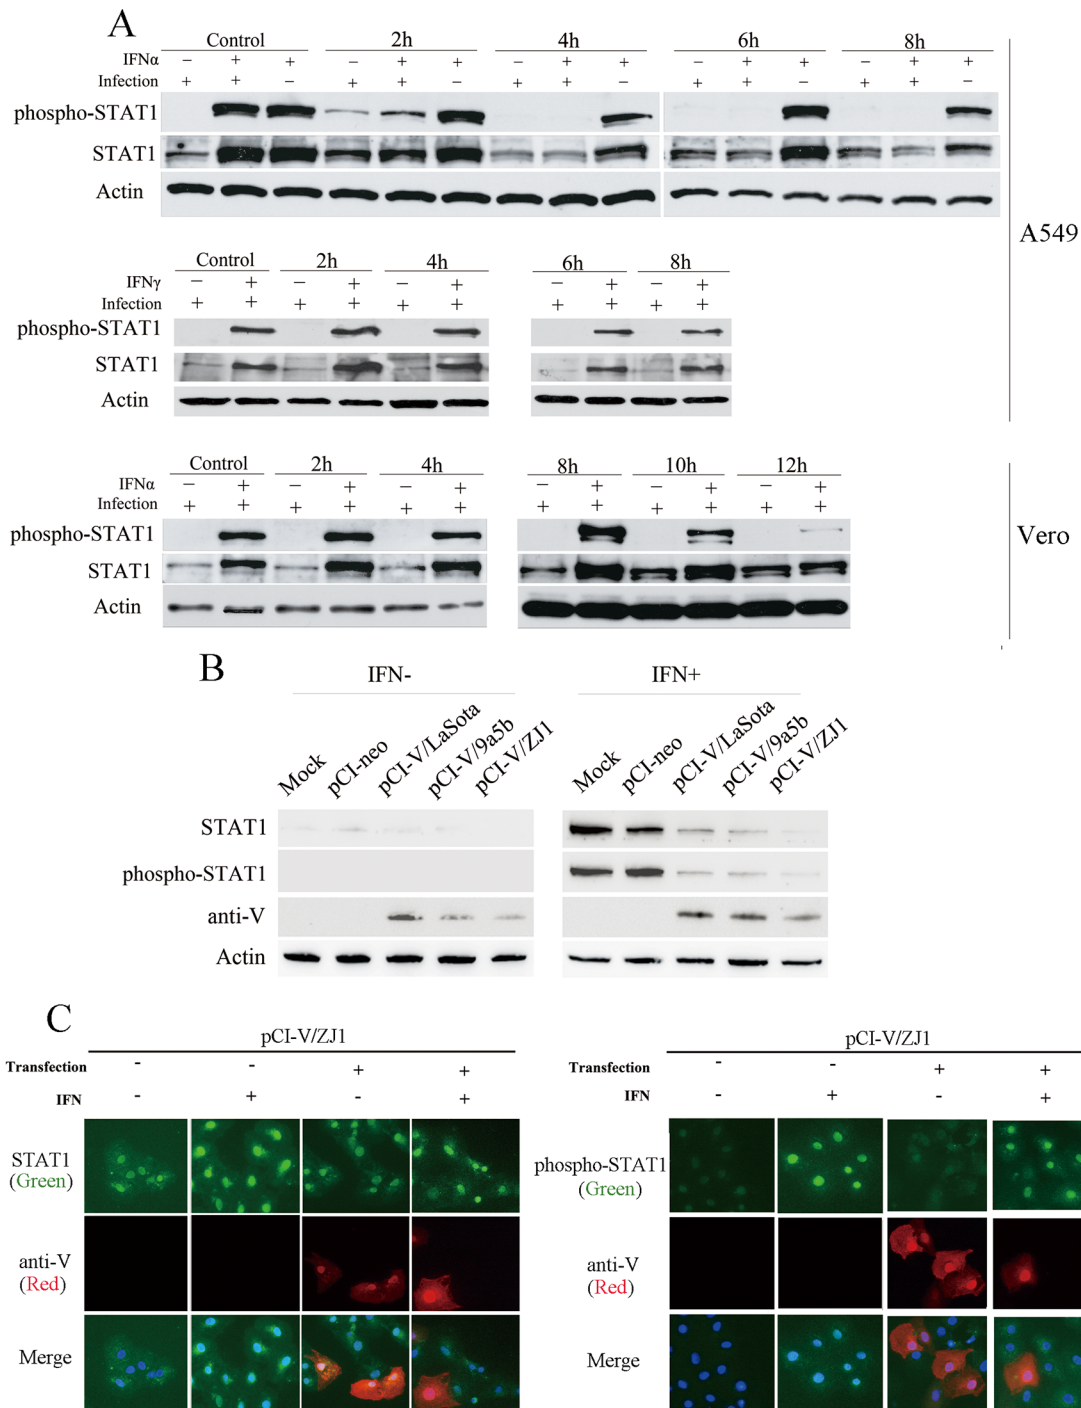 A
Control 2h 4h 6h 8h
IFNα − + + − + + − + + − + + − + +
Infection + + − + + − + + − + + − + + −
phospho-STAT1
STAT1
Actin
A549
Control 2h 4h 6h 8h
IFNγ − + − + − + − + − +
Infection + + + + + + + + + +
phospho-STAT1
STAT1
Actin
Control 2h 4h 8h 10h 12h
IFNα − + − + − + − + − + − +
Infection + + + + + + + + + + + +
phospho-STAT1
STAT1
Actin
Vero
B
IFN- IFN+
Mock pCI-neo pCI-V/LaSota pCI-V/9a5b pCI-V/ZJ1 Mock pCI-neo pCI-V/LaSota pCI-V/9a5b pCI-V/ZJ1
STAT1
phospho-STAT1
anti-V
Actin
C
pCI-V/ZJ1
Transfection - - + +
IFN - + - +
STAT1
(Green)
anti-V
(Red)
Merge
pCI-V/ZJ1
Transfection - - + +
IFN - + - +
phospho-STAT1
(Green)
anti-V
(Red)
Merge